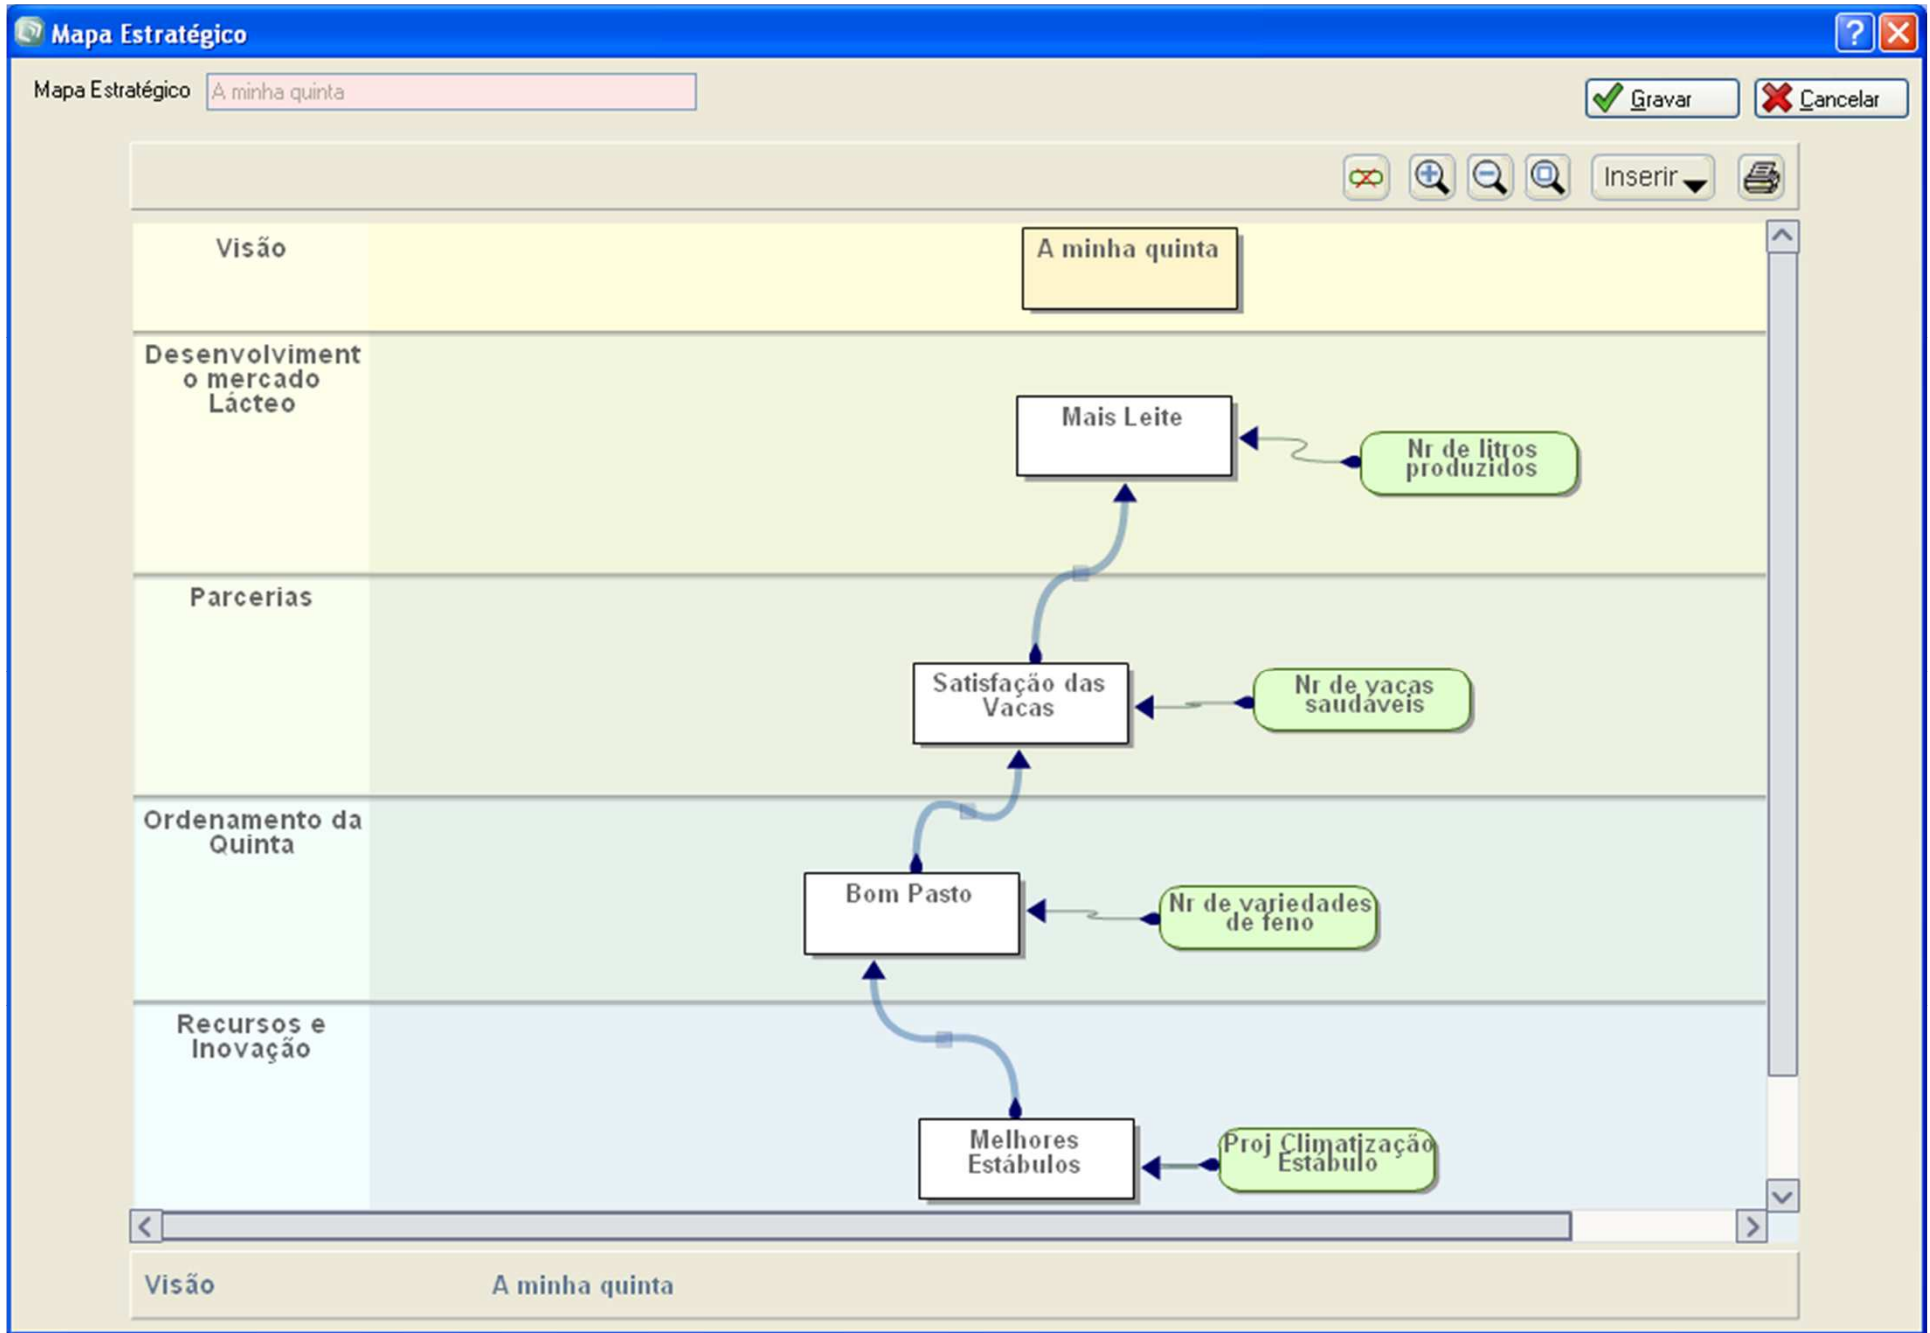 Mapa Estratégico
?
Mapa Estratégico
A minha quinta
Gravar
Cancelar
Inserir
Visão
A minha quinta
Desenvolviment
o mercado
Lácteo
Mais Leite
Nr de litros
produzidos
Parcerias
Satisfação das
Vacas
Nr de vacas
saudáveis
Ordenamento da
Quinta
Bom Pasto
Nr de variedades
de feno
Recursos e
Inovação
Melhores
Estábulos
Proj Climatização
Estábulo
Visão
A minha quinta